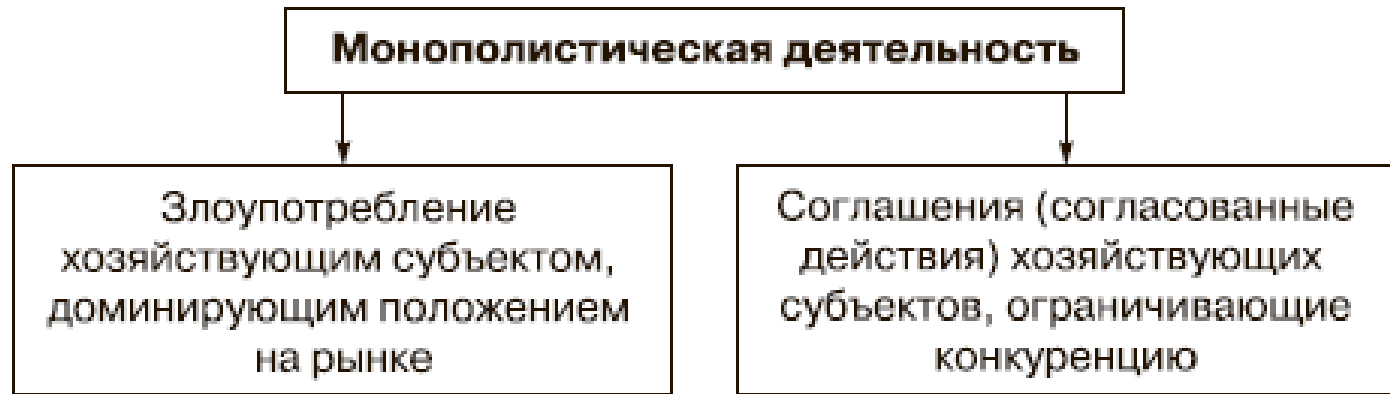 Монополистическая деятельность
Злоупотребление
хозяйствующим субъектом,
доминирующим положением
на рынке
Соглашения (согласованные
действия) хозяйствующих
субъектов, ограничивающие
конкуренцию